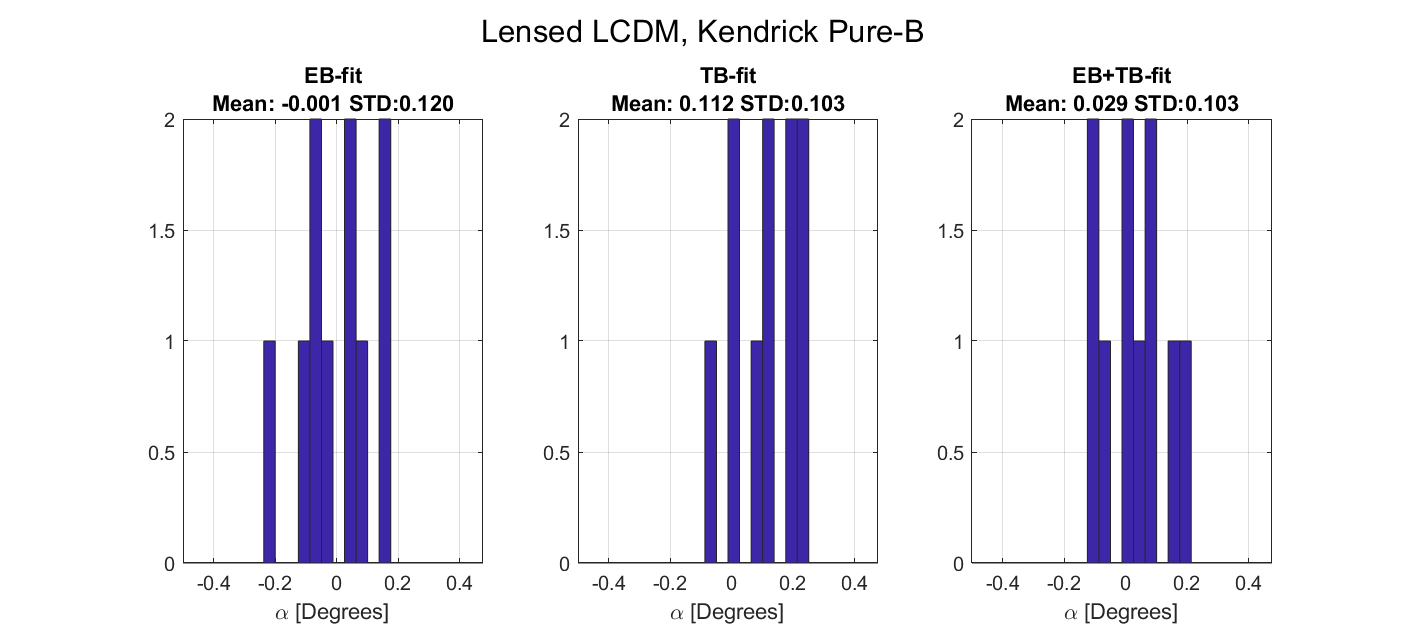 Lensed LCDM, Kendrick Pure-B
EB-fit
Mean: -0.001 STD:0.120
2
1.5
1
0.5
0
-0.4 -0.2 0 0.2 0.4
α [Degrees]
TB-fit
Mean: 0.112 STD:0.103
2
1.5
1
0.5
0
-0.4 -0.2 0 0.2 0.4
α [Degrees]
EB+TB-fit
Mean: 0.029 STD:0.103
2
1.5
1
0.5
0
-0.4 -0.2 0 0.2 0.4
α [Degrees]